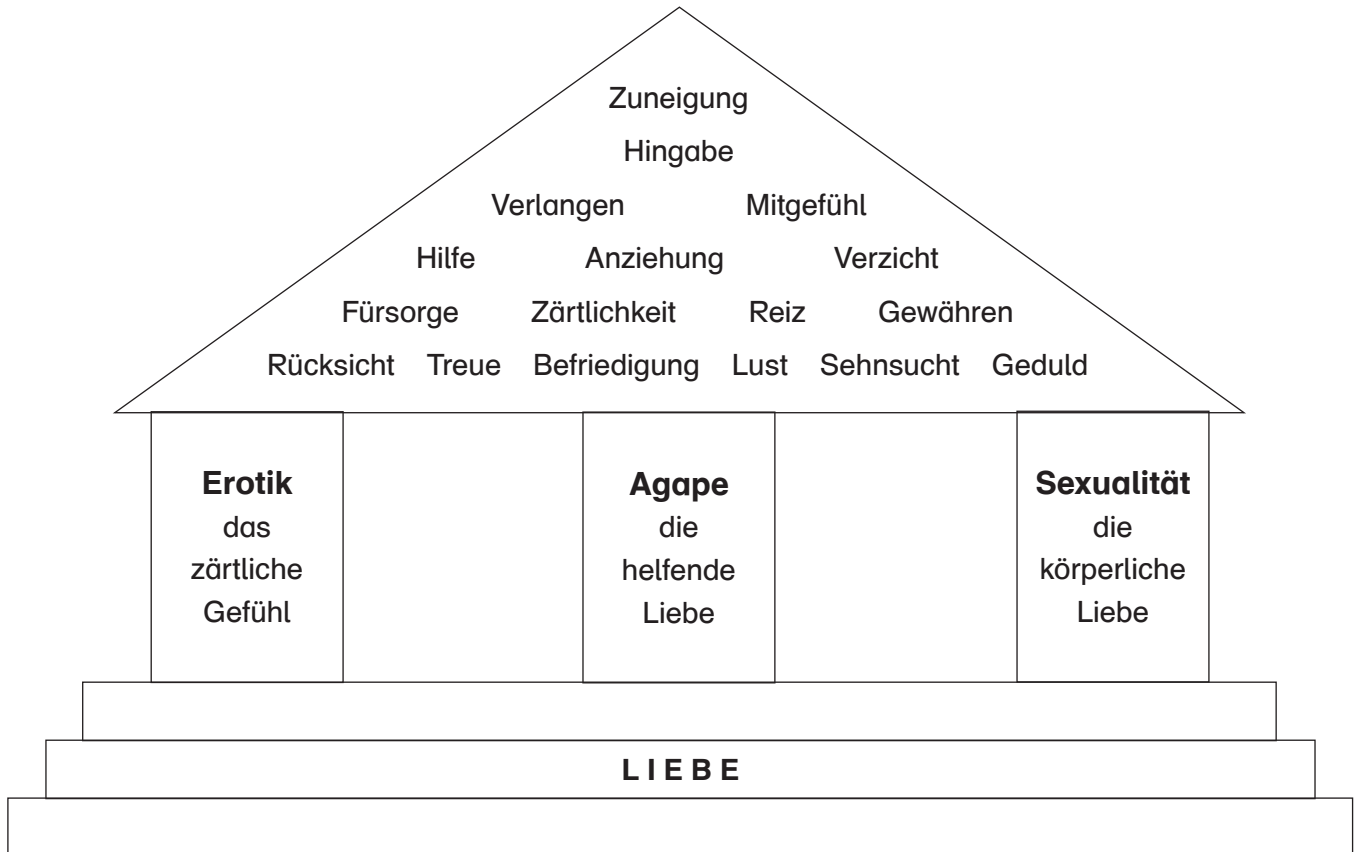 Zuneigung
Hingabe
Verlangen Mitgefühl
Hilfe Anziehung Verzicht
Fürsorge Zärtlichkeit Reiz Gewähren
Rücksicht Treue Befriedigung Lust Sehnsucht Geduld
Erotik
das
zärtliche
Gefühl
Agape
die
helfende
Liebe
Sexualität
die
körperliche
Liebe
LIEBE